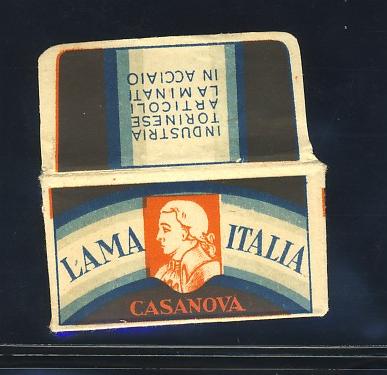 INDUSTRIA
TORINESE
ARTICOLI
LAMINATI
IN ACCIAIO
LAMA ITALIA
CASANOVA